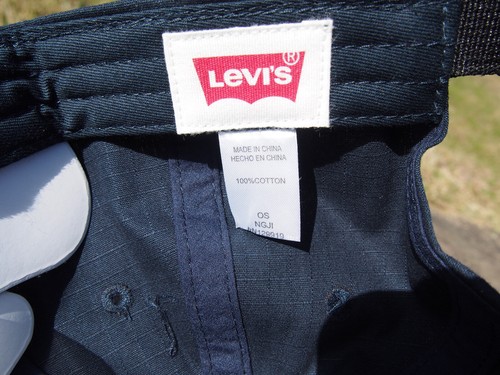 LEVI'S®
MADE IN CHINA
HECHO EN CHINA
100%COTTON
OS
NGJI